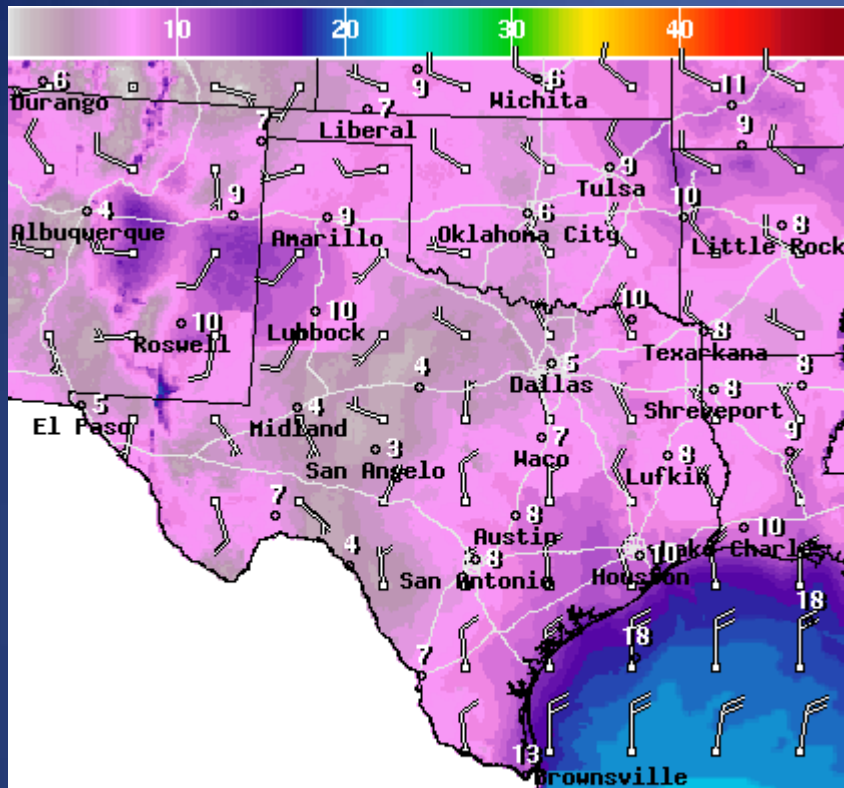 10 20 30 40
6 9 6 11
Durango Wichita
7 7 9
Liberal
9 Tulsa
4 9 9 6 10 8
Albuquerque Amarillo Oklahoma City Little Rock
10 10 10 8
Roswell Lubbock Texarkana
4 5 8 8
Dallas
5 4 Shreveport
El Paso Midland
3 7 8 9
San Angelo Waco Lufkin
7 8 10
Austin Lake Charles
4 8 10
San Antonio Houston
18
18
7
13
Brownsville